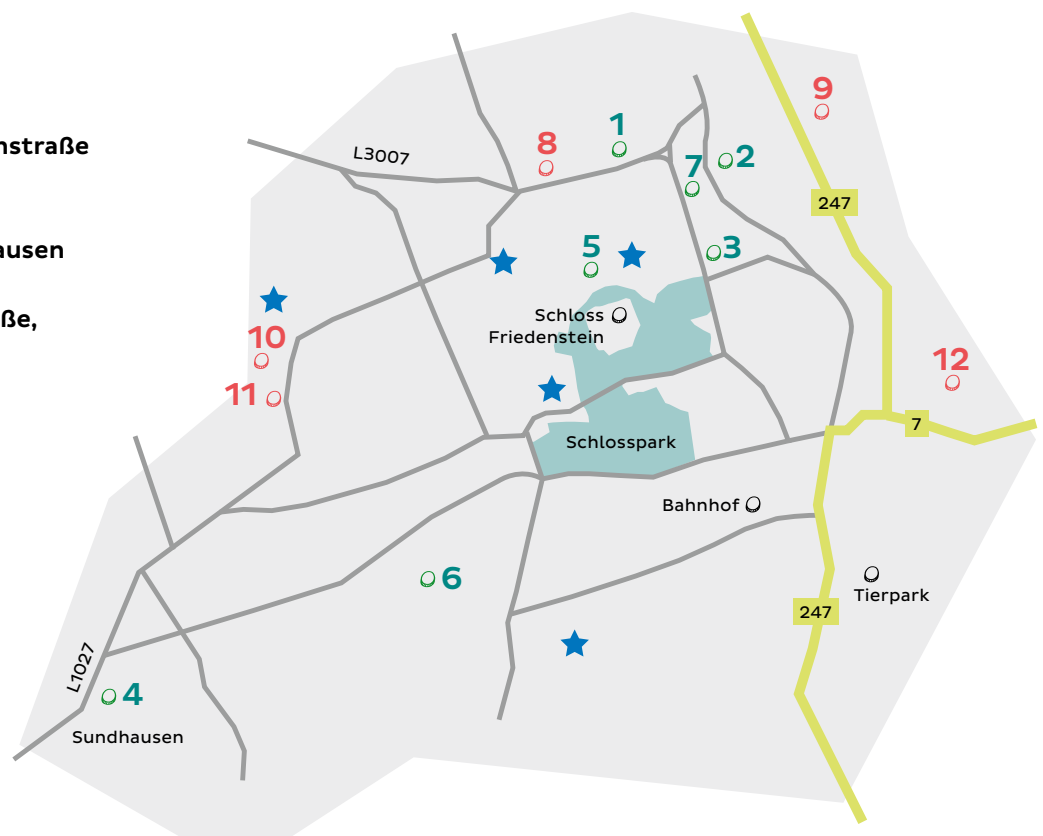 nstraße
ausen
ße,
9
1
8
L3007
2
7
247
5
3
Schloss
Friedenstein
10
12
11
7
Schlosspark
Bahnhof
6
Tierpark
247
L1027
4
Sundhausen